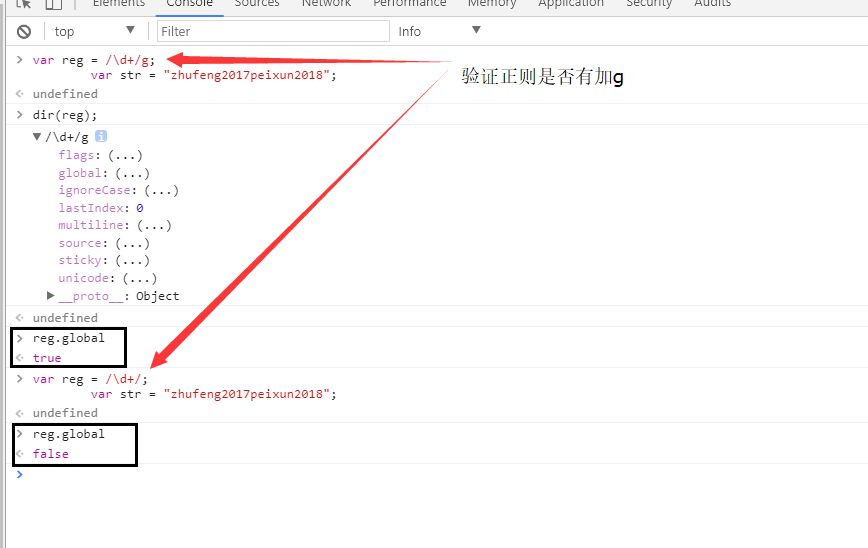 Elements Console Sources Network Performance Memory Application Security Audits
top Filter Info
> var reg = /\d+/g;
var str = "zhufeng2017peixun2018";
验证正则是否有加g
undefined
> dir(reg);
/\d+/g i
flags: (...)
global: (...)
ignoreCase: (...)
lastIndex: 0
multiline: (...)
source: (...)
sticky: (...)
unicode: (...)
__proto__: Object
undefined
> reg.global
true
> var reg = /\d+/;
var str = "zhufeng2017peixun2018";
undefined
> reg.global
false
>